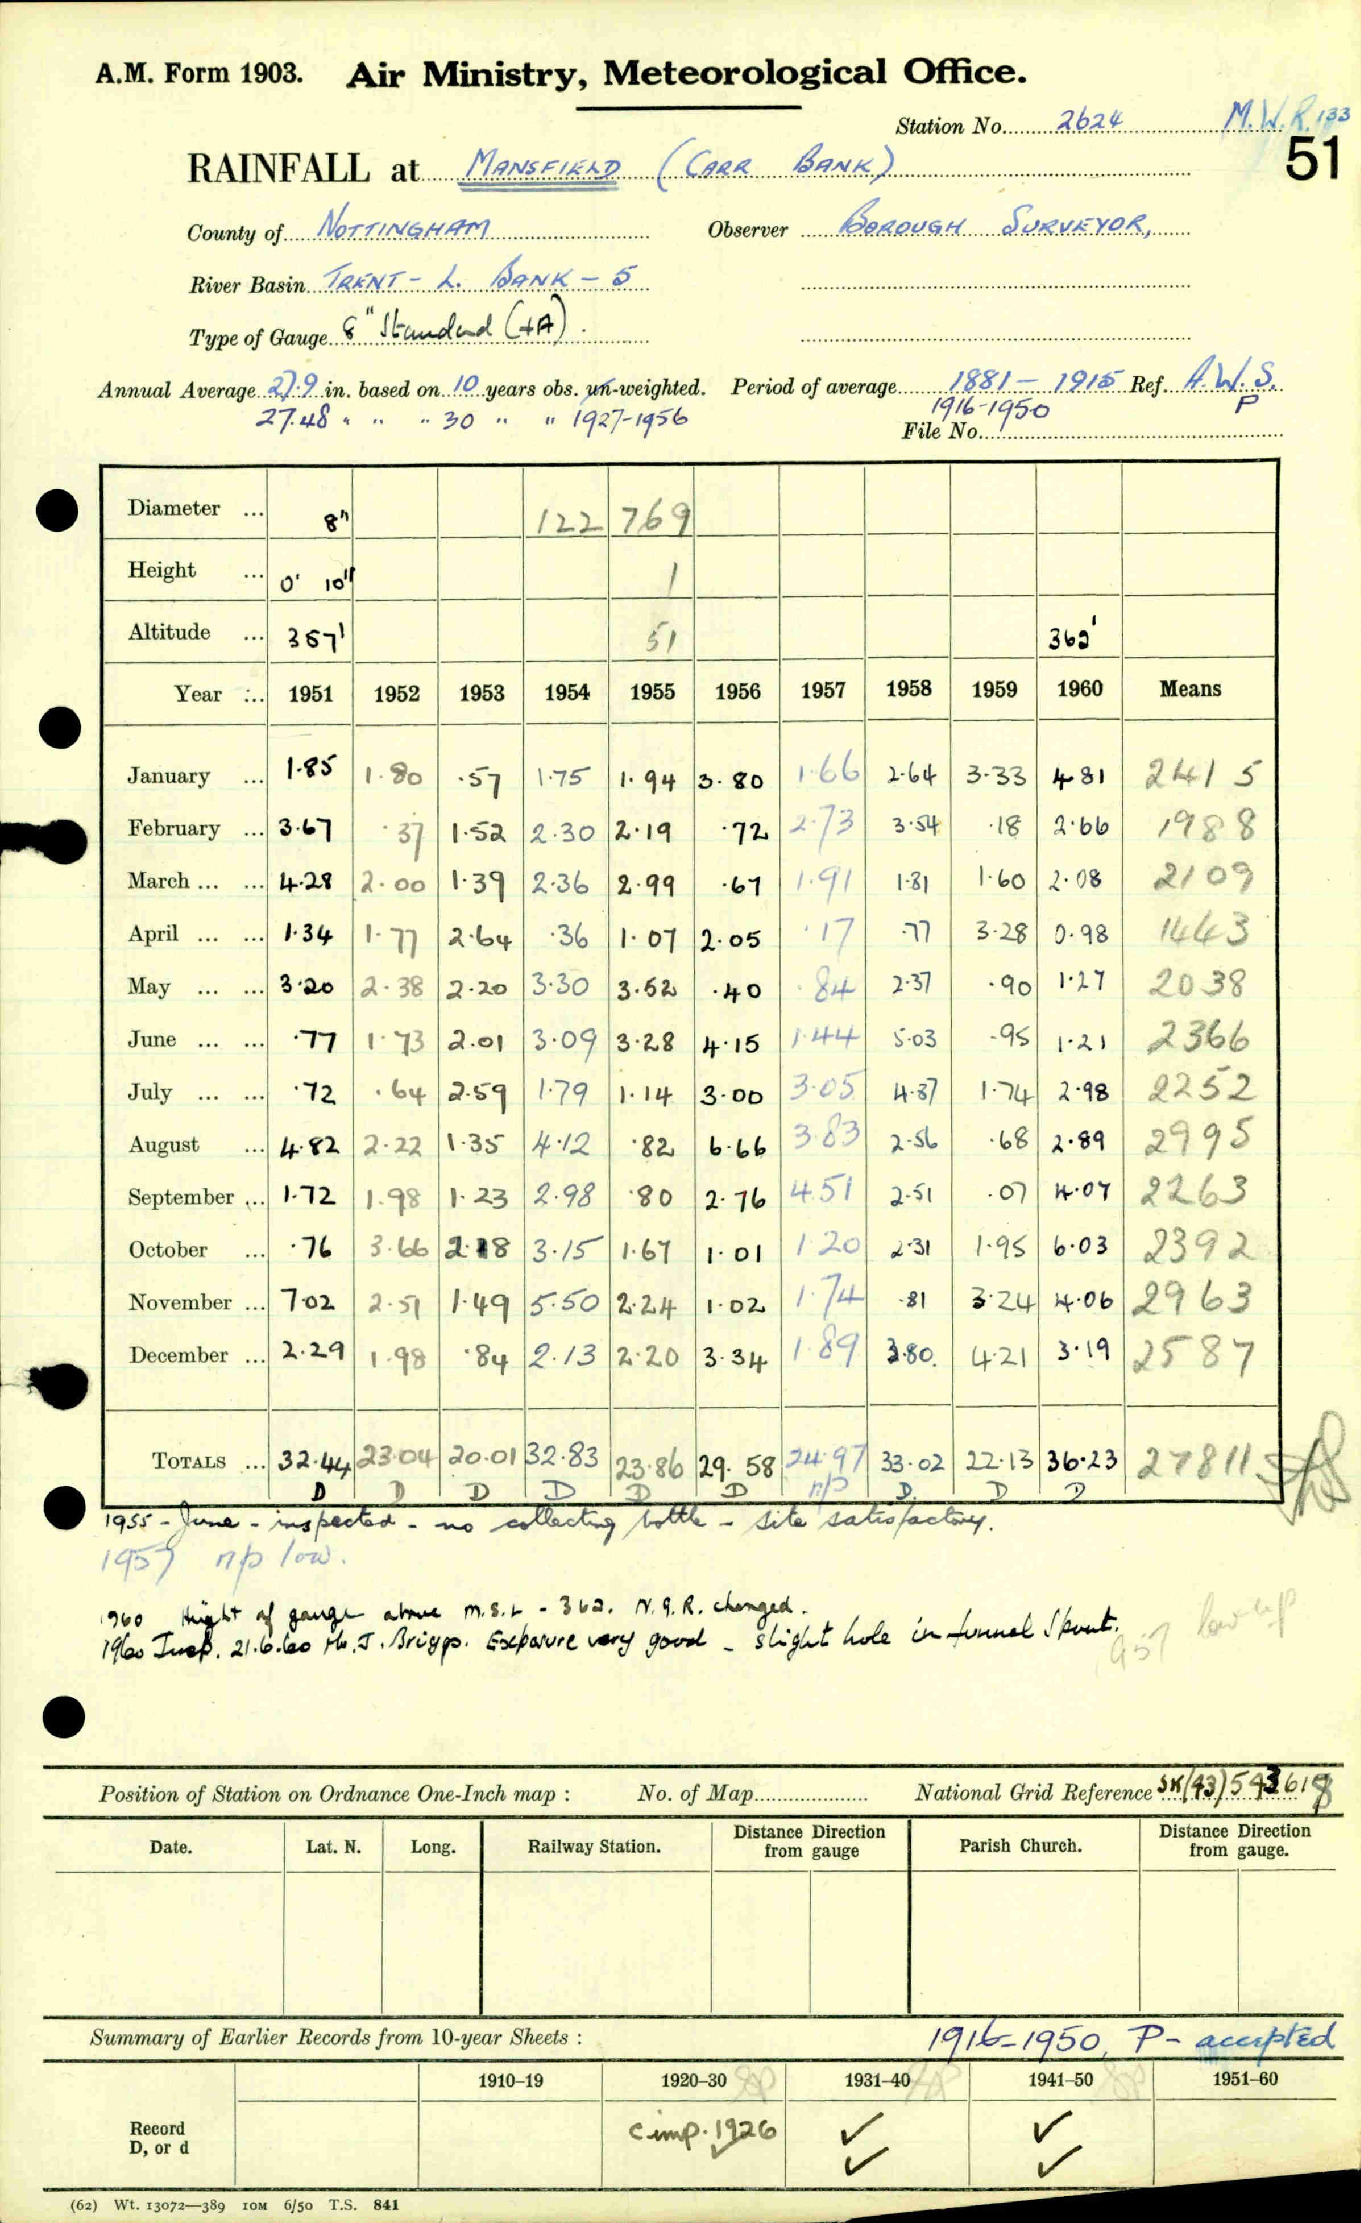 A.M. Form 1903. Air Ministry, Meteorological Office.
Station No. 2624 M.W.R. 133
51
RAINFALL at MANSFIELD (CARR BANK)
County of NOTTINGHAM Observer BOROUGH SURVEYOR,
River Basin TRENT - L. BANK - 5
Type of Gauge 8" Standard (+A).
Annual Average 27.9 in. based on 10 years obs. un-weighted. Period of average 1881 - 1915 Ref. A.W.S.
27.48 " " " 30 " " 1927-1956 1916-1950 P
File No.
Diameter ... 8" 122 769
Height ... 0' 10" 1
Altitude ... 357' 51 362'
Year ... 1951 1952 1953 1954 1955 1956 1957 1958 1959 1960 Means
January ... 1.85 1.80 .57 1.75 1.94 3.80 1.66 2.64 3.33 4.81 2415
February ... 3.67 .37 1.52 2.30 2.19 .72 2.73 3.54 .18 2.66 1988
March ... ... 4.28 2.00 1.39 2.36 2.99 .67 1.91 1.81 1.60 2.08 2109
April ... ... 1.34 1.77 2.64 .36 1.07 2.05 .17 .77 3.28 0.98 1443
May ... ... 3.20 2.38 2.20 3.30 3.52 .40 .84 2.37 .90 1.27 2038
June ... ... .77 1.73 2.01 3.09 3.28 4.15 1.44 5.03 .95 1.21 2366
July ... ... .72 .64 2.59 1.79 1.14 3.00 3.05 4.87 1.74 2.98 2252
August ... 4.82 2.22 1.35 4.12 .82 6.66 3.83 2.56 .68 2.89 2995
September ... 1.72 1.98 1.23 2.98 .80 2.76 4.51 2.51 .07 4.07 2263
October ... .76 3.66 2.18 3.15 1.67 1.01 1.20 2.31 1.95 6.03 2392
November ... 7.02 2.51 1.49 5.50 2.24 1.02 1.74 .81 3.24 4.06 2963
December ... 2.29 1.98 .84 2.13 2.20 3.34 1.89 3.80 4.21 3.19 2587
TOTALS ... 32.44 23.04 20.01 32.83 23.86 29.58 24.97 33.02 22.13 36.23 27811
D D D D D D n/p D D D
1955 - June - inspected - no collecting bottle - site satisfactory.
1957 n/p low.
1960 Height of gauge above M.S.L - 362. N.G.R. changed.
1960 Insp. 21.6.60 Mr. J. Briggs. Exposure very good - slight hole in funnel spout.
1957 low n/p
Position of Station on Ordnance One-Inch map : No. of Map National Grid Reference SK(43)543618
Date. Lat. N. Long. Railway Station. Distance Direction from gauge Parish Church. Distance Direction from gauge.
Summary of Earlier Records from 10-year Sheets : 1916-1950, P - accepted
1910–19 1920–30 1931–40 1941–50 1951–60
Record D, or d cimp. 1926 ✓ ✓ ✓
✓ ✓
(62) Wt. 13072—389 10M 6/50 T.S. 841